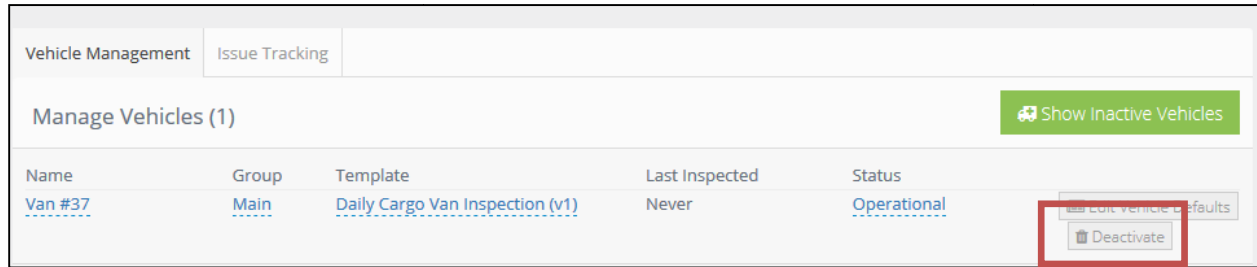 Vehicle Management Issue Tracking
Manage Vehicles (1) Show Inactive Vehicles
Name Group Template Last Inspected Status
Van #37 Main Daily Cargo Van Inspection (v1) Never Operational Edit Vehicle Defaults
Deactivate